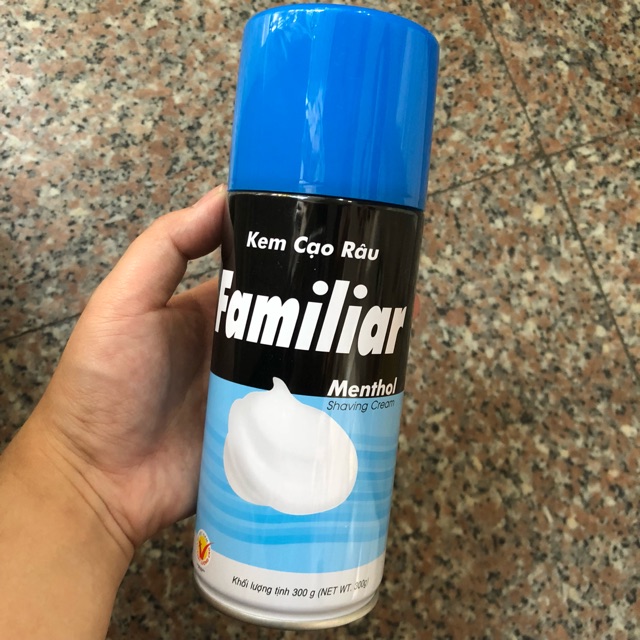 Kem Cạo Râu
Familiar
Menthol
Shaving Cream
Khối lượng tịnh 300 g (NET WT. 300g)